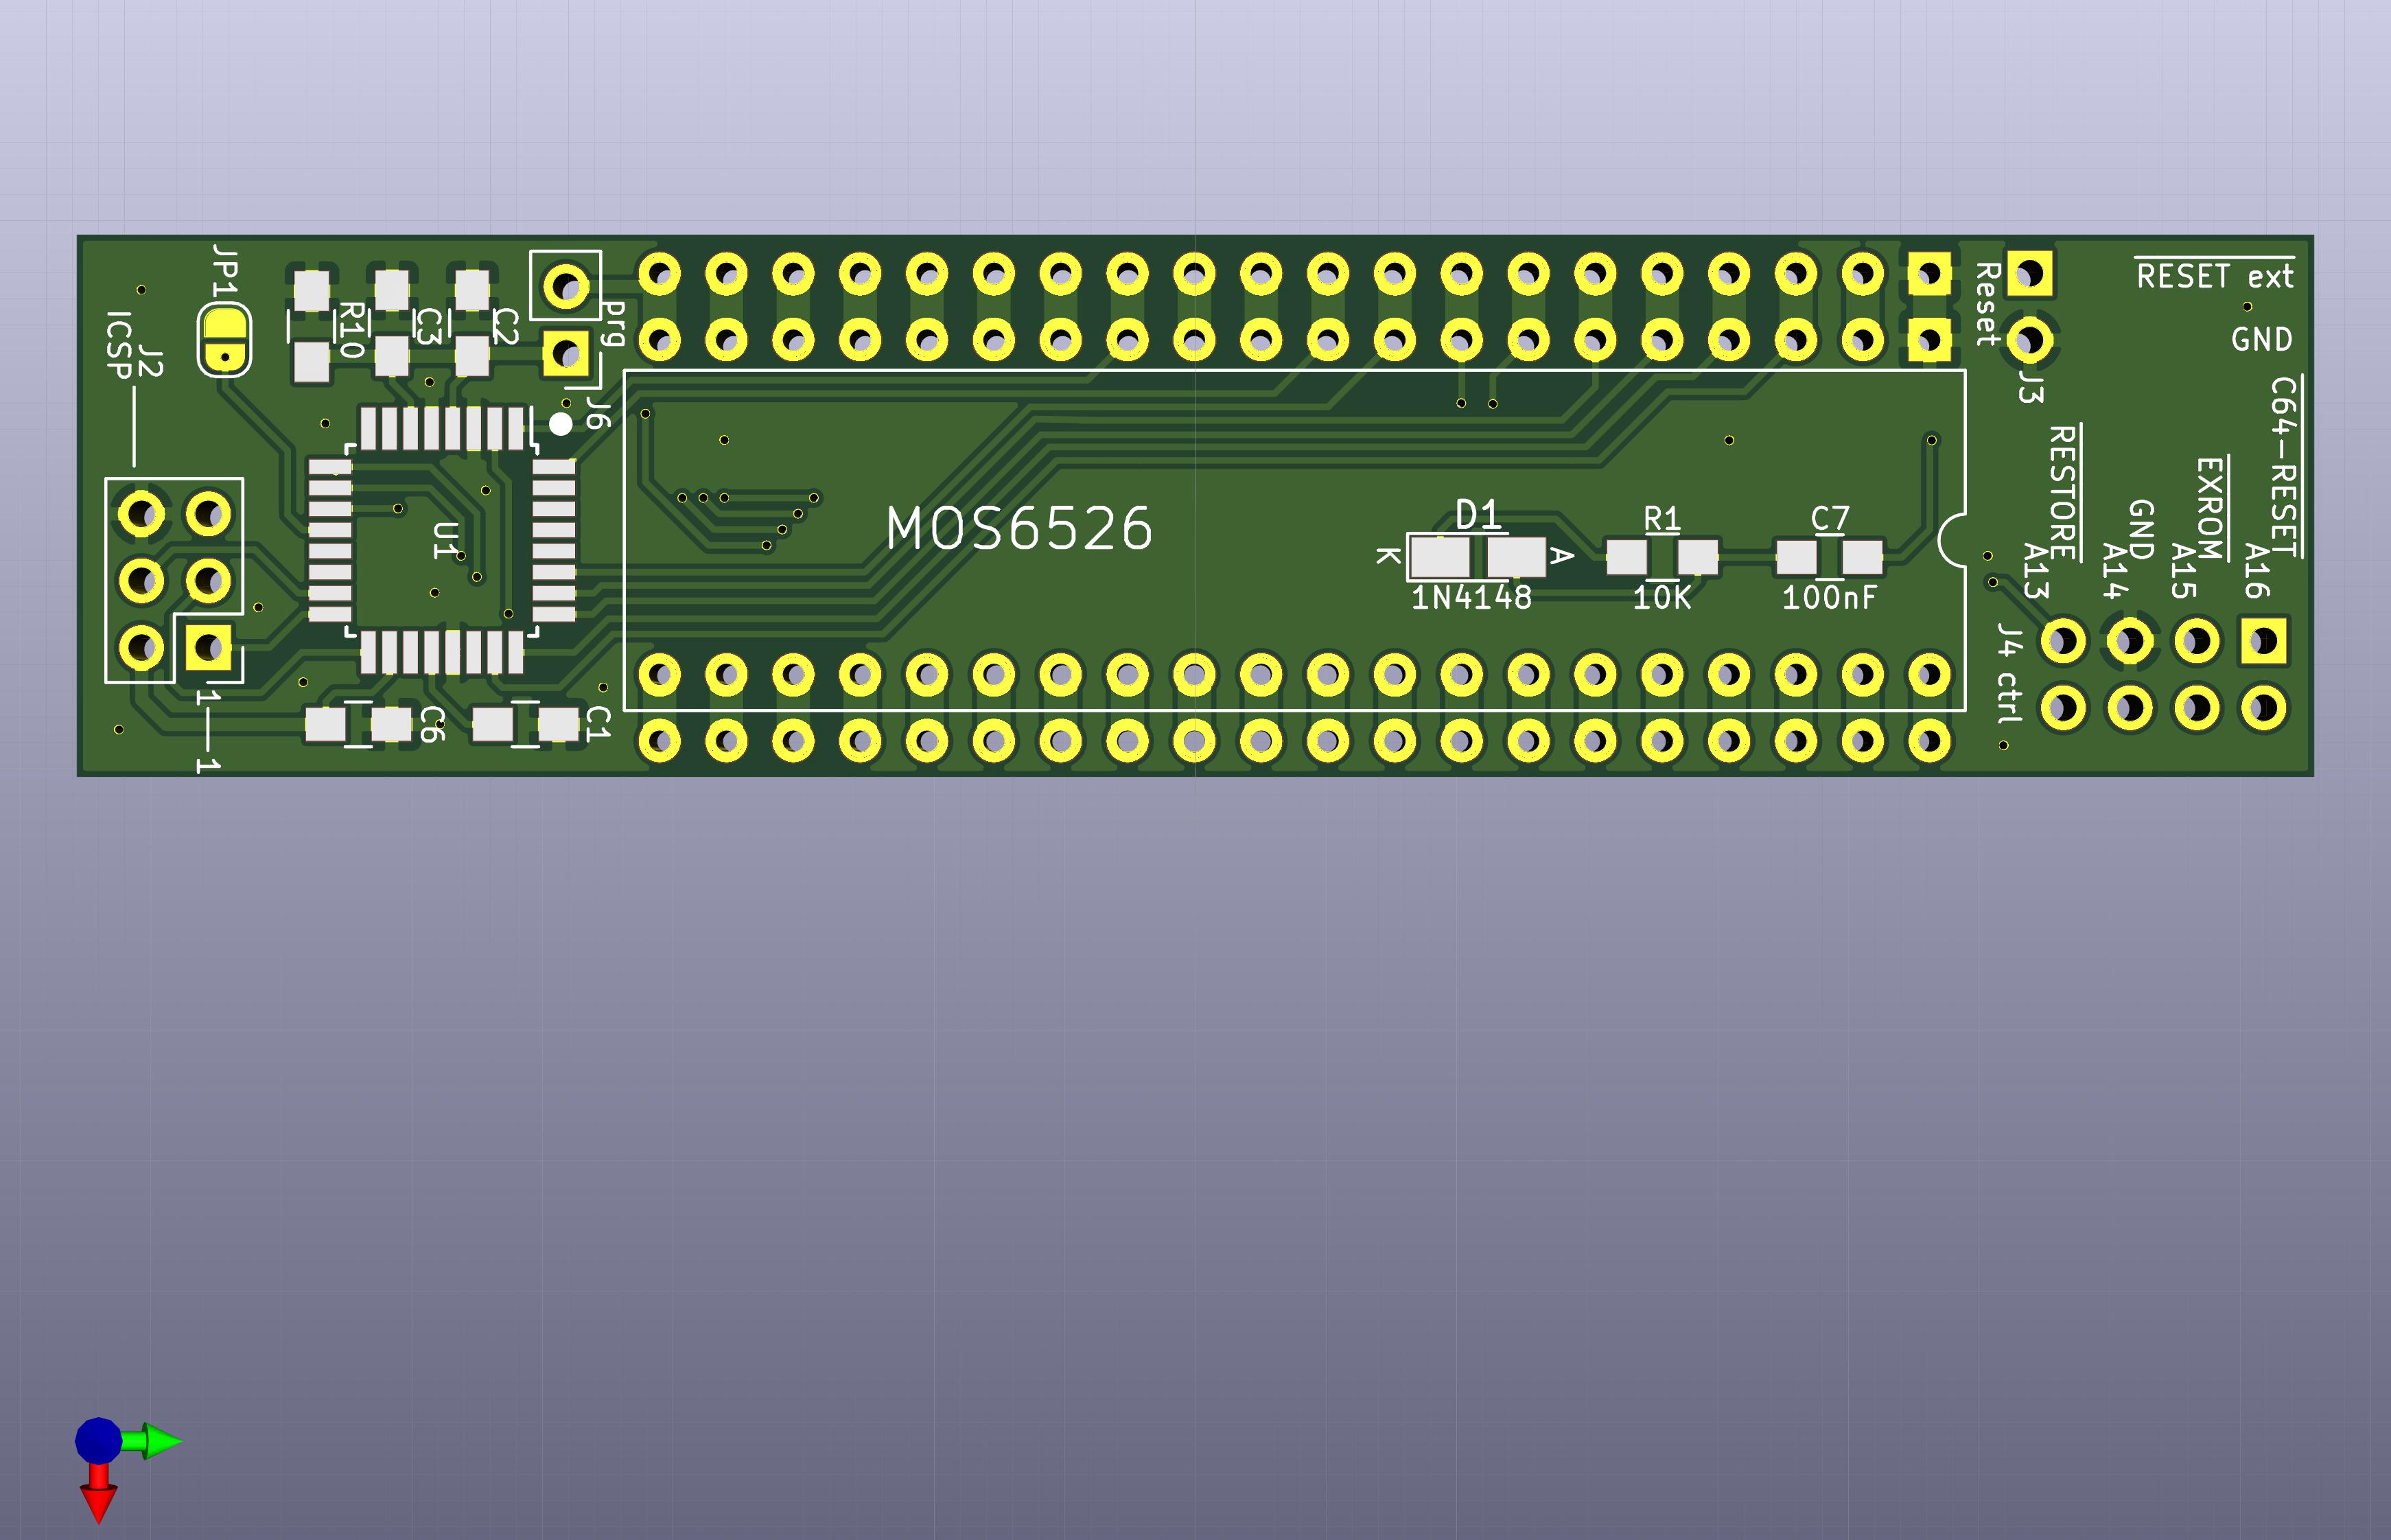 JP1
J2
ICSP
R10
C3
C2
prg
J6
U1
1
1
C6
C1
MOS6526
D1
K
A
1N4148
R1
10K
C7
100nF
Reset
J3
RESET ext
GND
C64-RESET
RESTORE
EXROM
GND
A13
A14
A15
A16
J4 ctrl